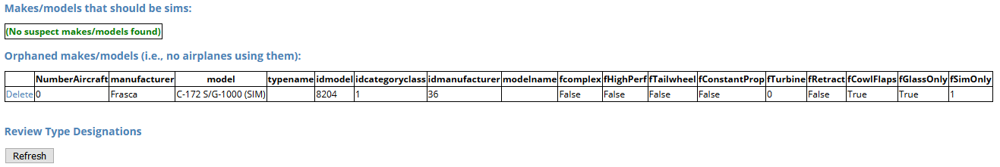 Makes/models that should be sims:
(No suspect makes/models found)
Orphaned makes/models (i.e., no airplanes using them):
NumberAircraft manufacturer model typename idmodel idcategoryclass idmanufacturer modelname fcomplex fHighPerf fTailwheel fConstantProp fTurbine fRetract fCowlFlaps fGlassOnly fSimOnly
Delete 0 Frasca C-172 S/G-1000 (SIM) 8204 1 36 False False False False 0 False True True 1
Review Type Designations
Refresh